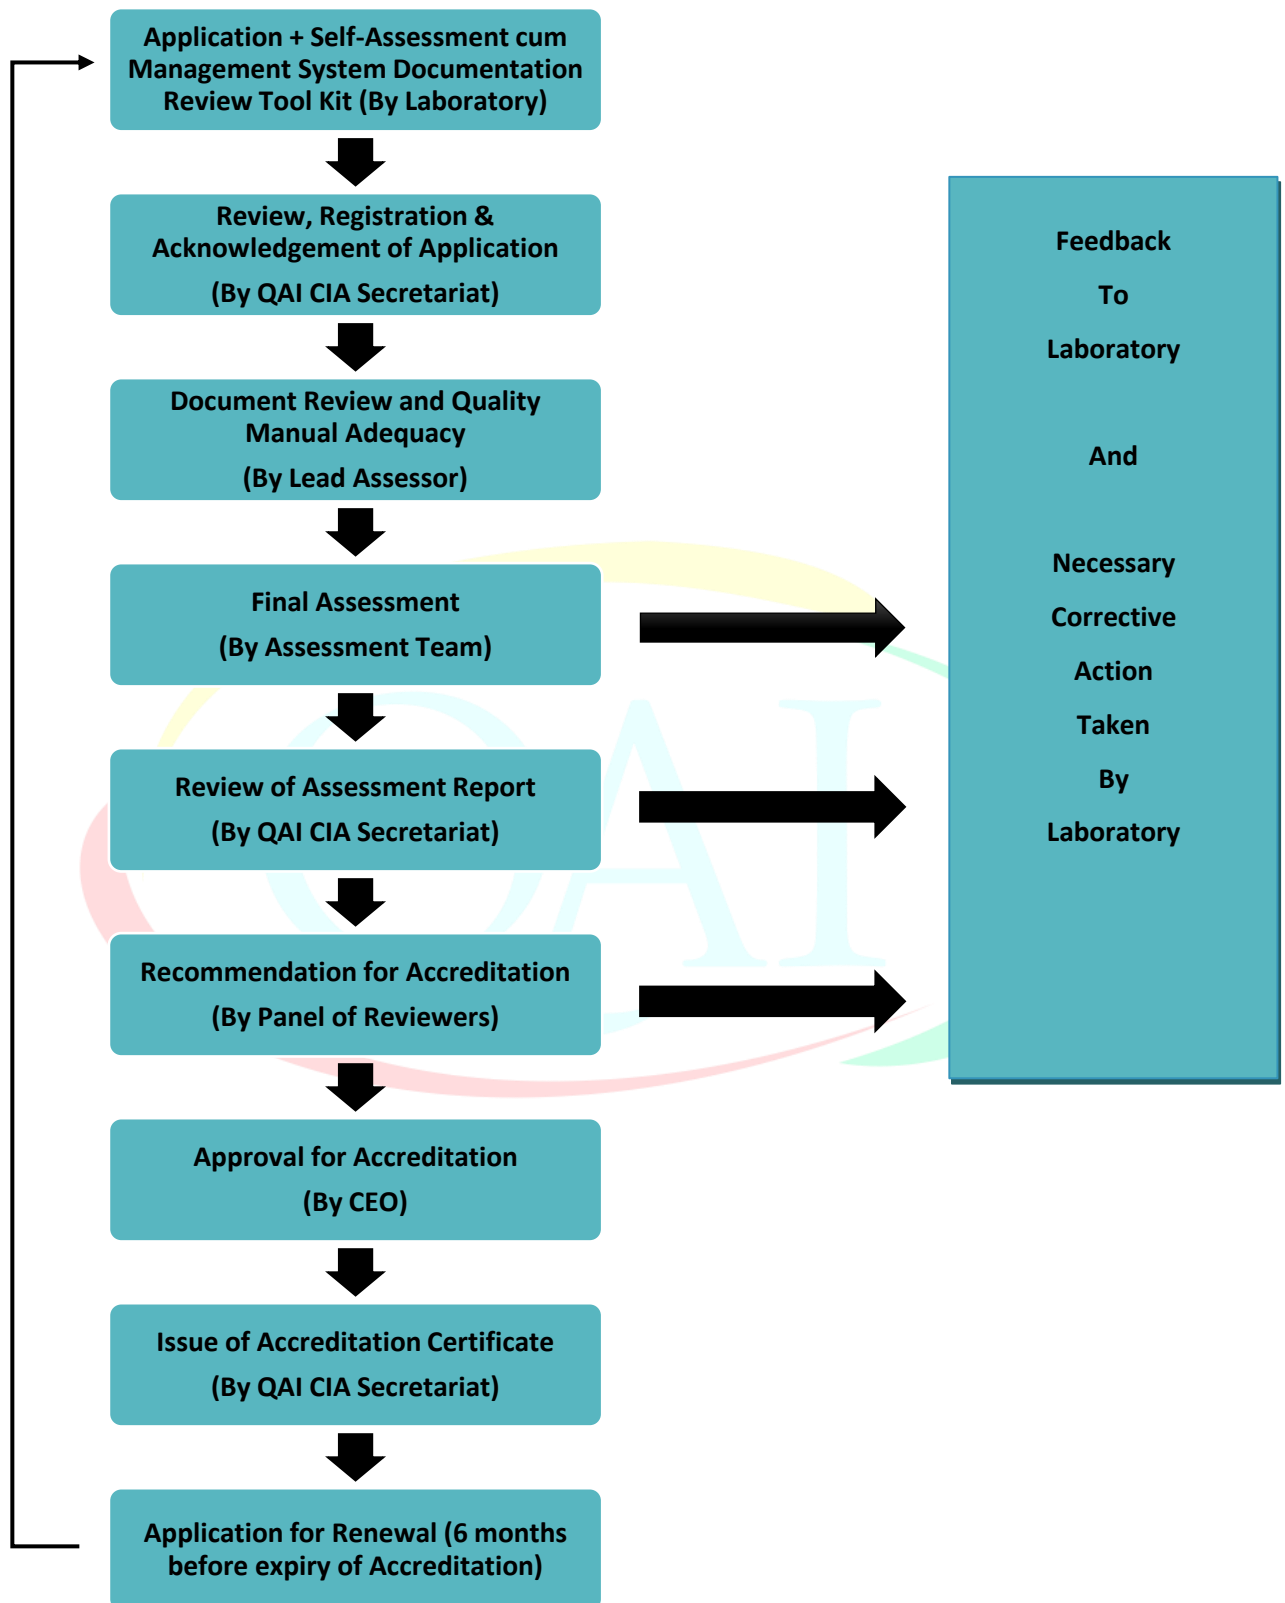 Application + Self-Assessment cum
Management System Documentation
Review Tool Kit (By Laboratory)
Review, Registration &
Acknowledgement of Application
(By QAI CIA Secretariat)
Document Review and Quality
Manual Adequacy
(By Lead Assessor)
Final Assessment
(By Assessment Team)
Review of Assessment Report
(By QAI CIA Secretariat)
Recommendation for Accreditation
(By Panel of Reviewers)
Approval for Accreditation
(By CEO)
Issue of Accreditation Certificate
(By QAI CIA Secretariat)
Application for Renewal (6 months
before expiry of Accreditation)
Feedback
To
Laboratory
And
Necessary
Corrective
Action
Taken
By
Laboratory
QAI